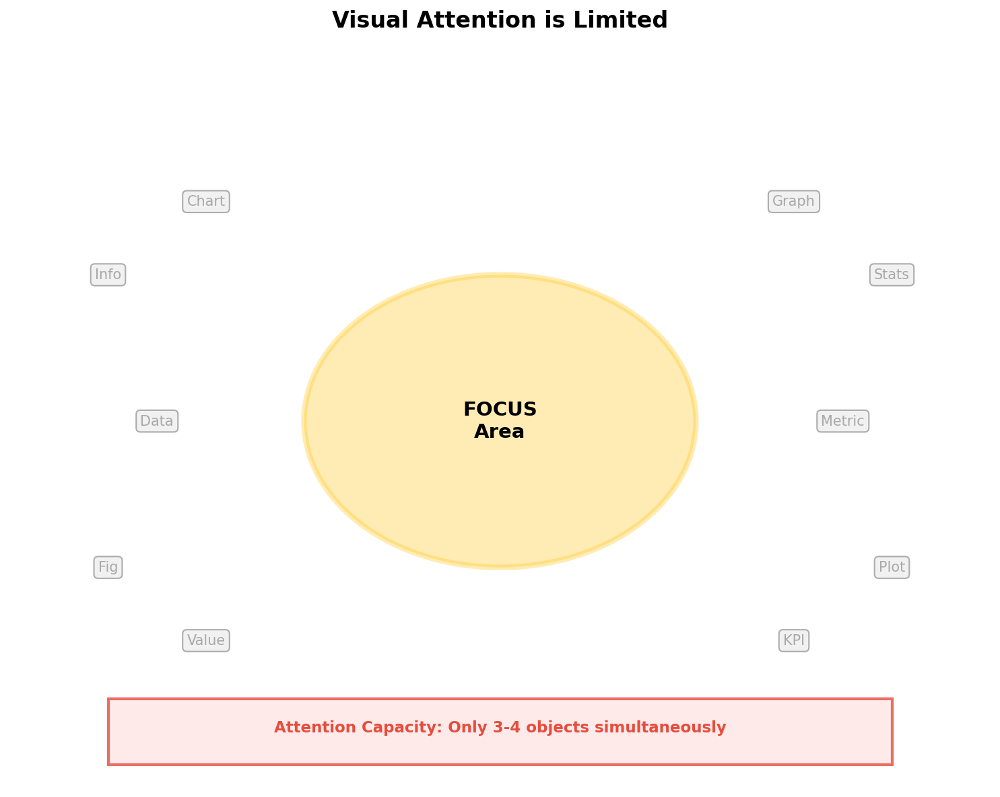 Visual Attention is Limited
Chart
Graph
Info
Stats
FOCUS
Area
Data
Metric
Fig
Plot
Value
KPI
Attention Capacity: Only 3-4 objects simultaneously